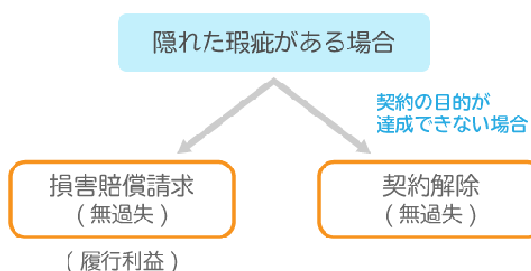 隠れた瑕疵がある場合
契約の目的が
達成できない場合
損害賠償請求
(無過失)
契約解除
(無過失)
(履行利益)